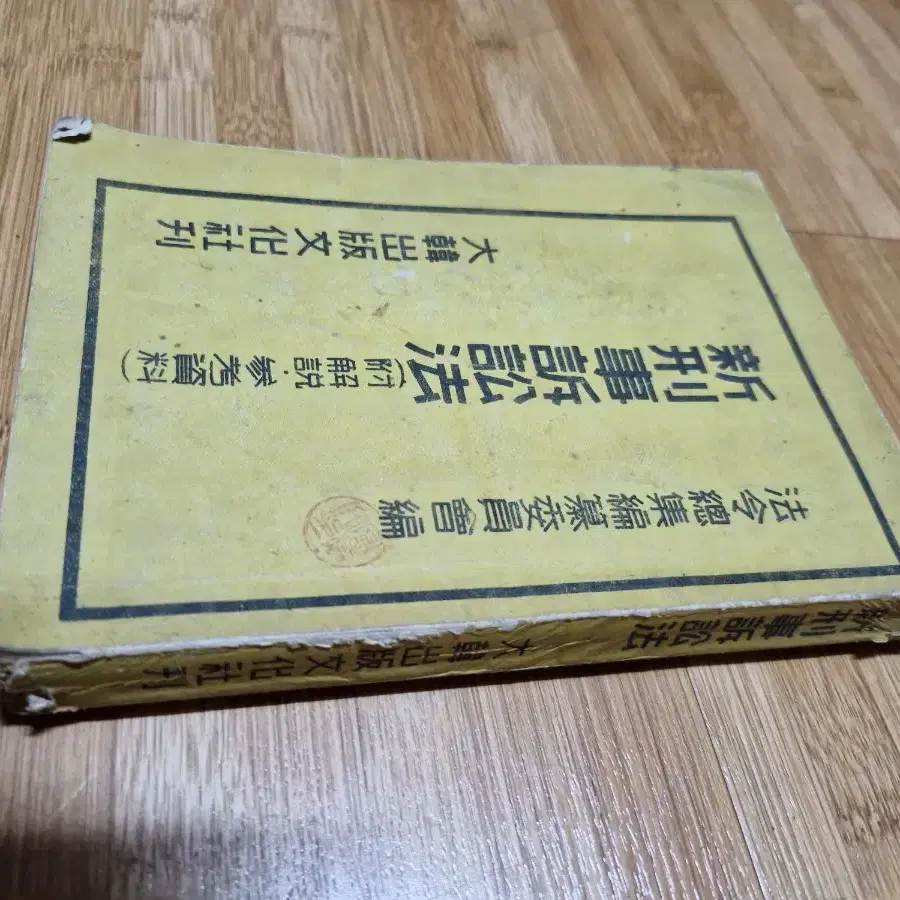 法令總集編纂委員會編
新刑事訴訟法
(附解說·參考資料)
大韓出版文化社刊
新刑事訴訟法
大韓出版文化社刊